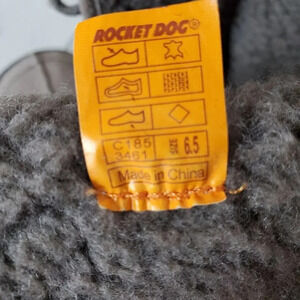 ROCKET DOG®
C185
3461
6.5
Made in China